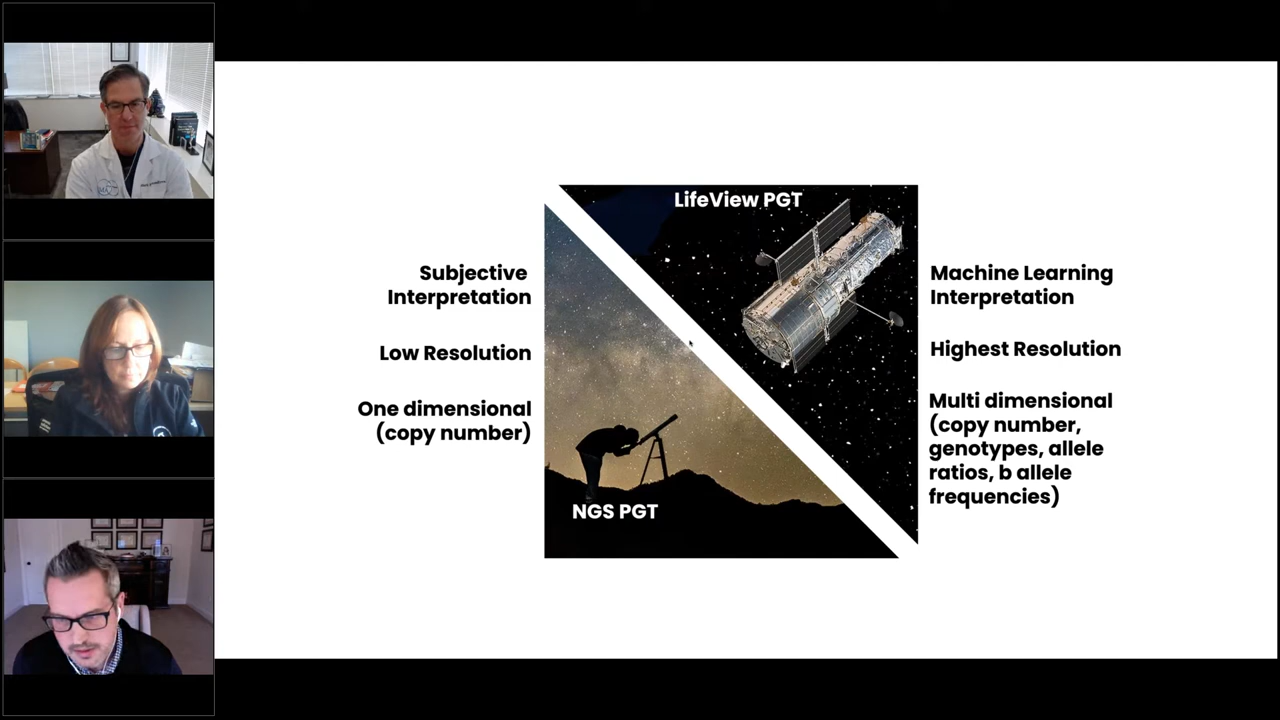 LifeView PGT
Subjective
Interpretation
Low Resolution
One dimensional
(copy number)
NGS PGT
Machine Learning
Interpretation
Highest Resolution
Multi dimensional
(copy number,
genotypes, allele
ratios, b allele
frequencies)